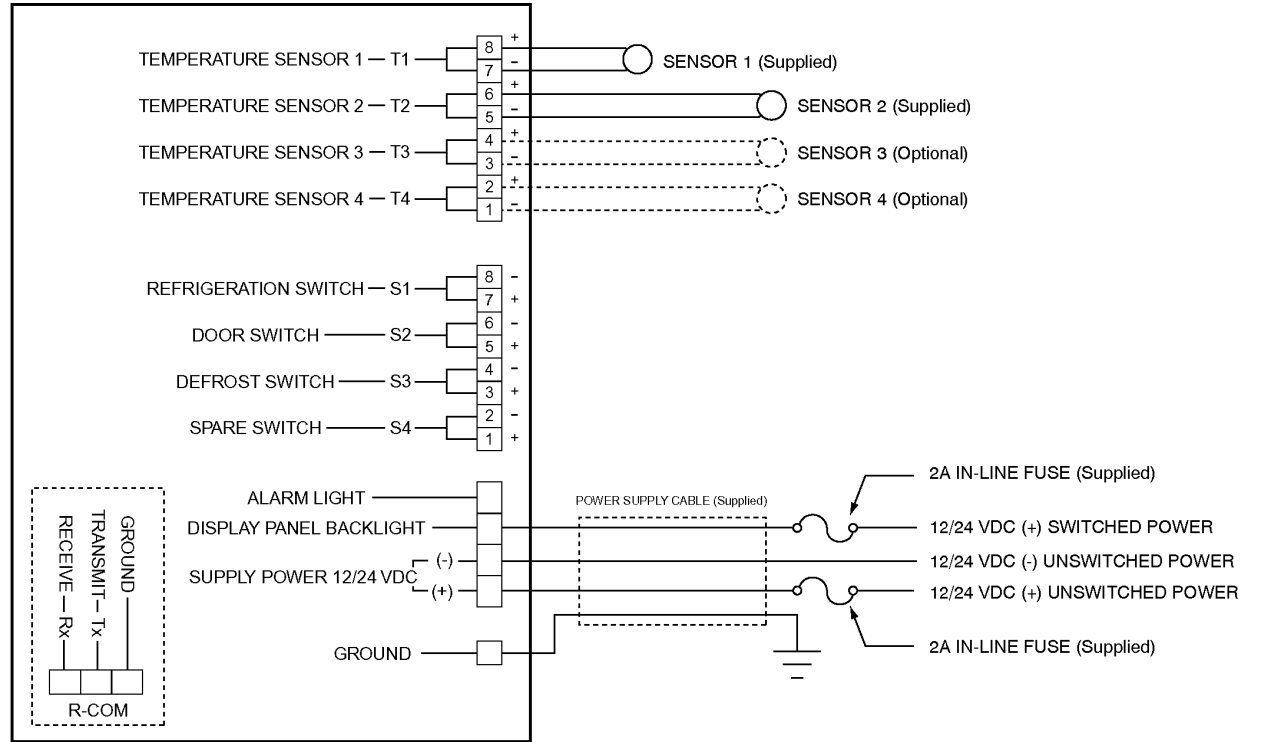 TEMPERATURE SENSOR 1 — T1 8 + SENSOR 1 (Supplied)
7 –
TEMPERATURE SENSOR 2 — T2 6 + SENSOR 2 (Supplied)
5 –
TEMPERATURE SENSOR 3 — T3 4 + SENSOR 3 (Optional)
3 –
TEMPERATURE SENSOR 4 — T4 2 + SENSOR 4 (Optional)
1 –
REFRIGERATION SWITCH — S1 8 –
7 +
DOOR SWITCH — S2 6 –
5 +
DEFROST SWITCH — S3 4 –
3 +
SPARE SWITCH — S4 2 –
1 +
2A IN-LINE FUSE (Supplied)
ALARM LIGHT
POWER SUPPLY CABLE (Supplied)
DISPLAY PANEL BACKLIGHT
12/24 VDC (+) SWITCHED POWER
SUPPLY POWER 12/24 VDC
(-)
(+)
12/24 VDC (-) UNSWITCHED POWER
12/24 VDC (+) UNSWITCHED POWER
2A IN-LINE FUSE (Supplied)
GROUND
RECEIVE — Rx
TRANSMIT — Tx
GROUND
R-COM